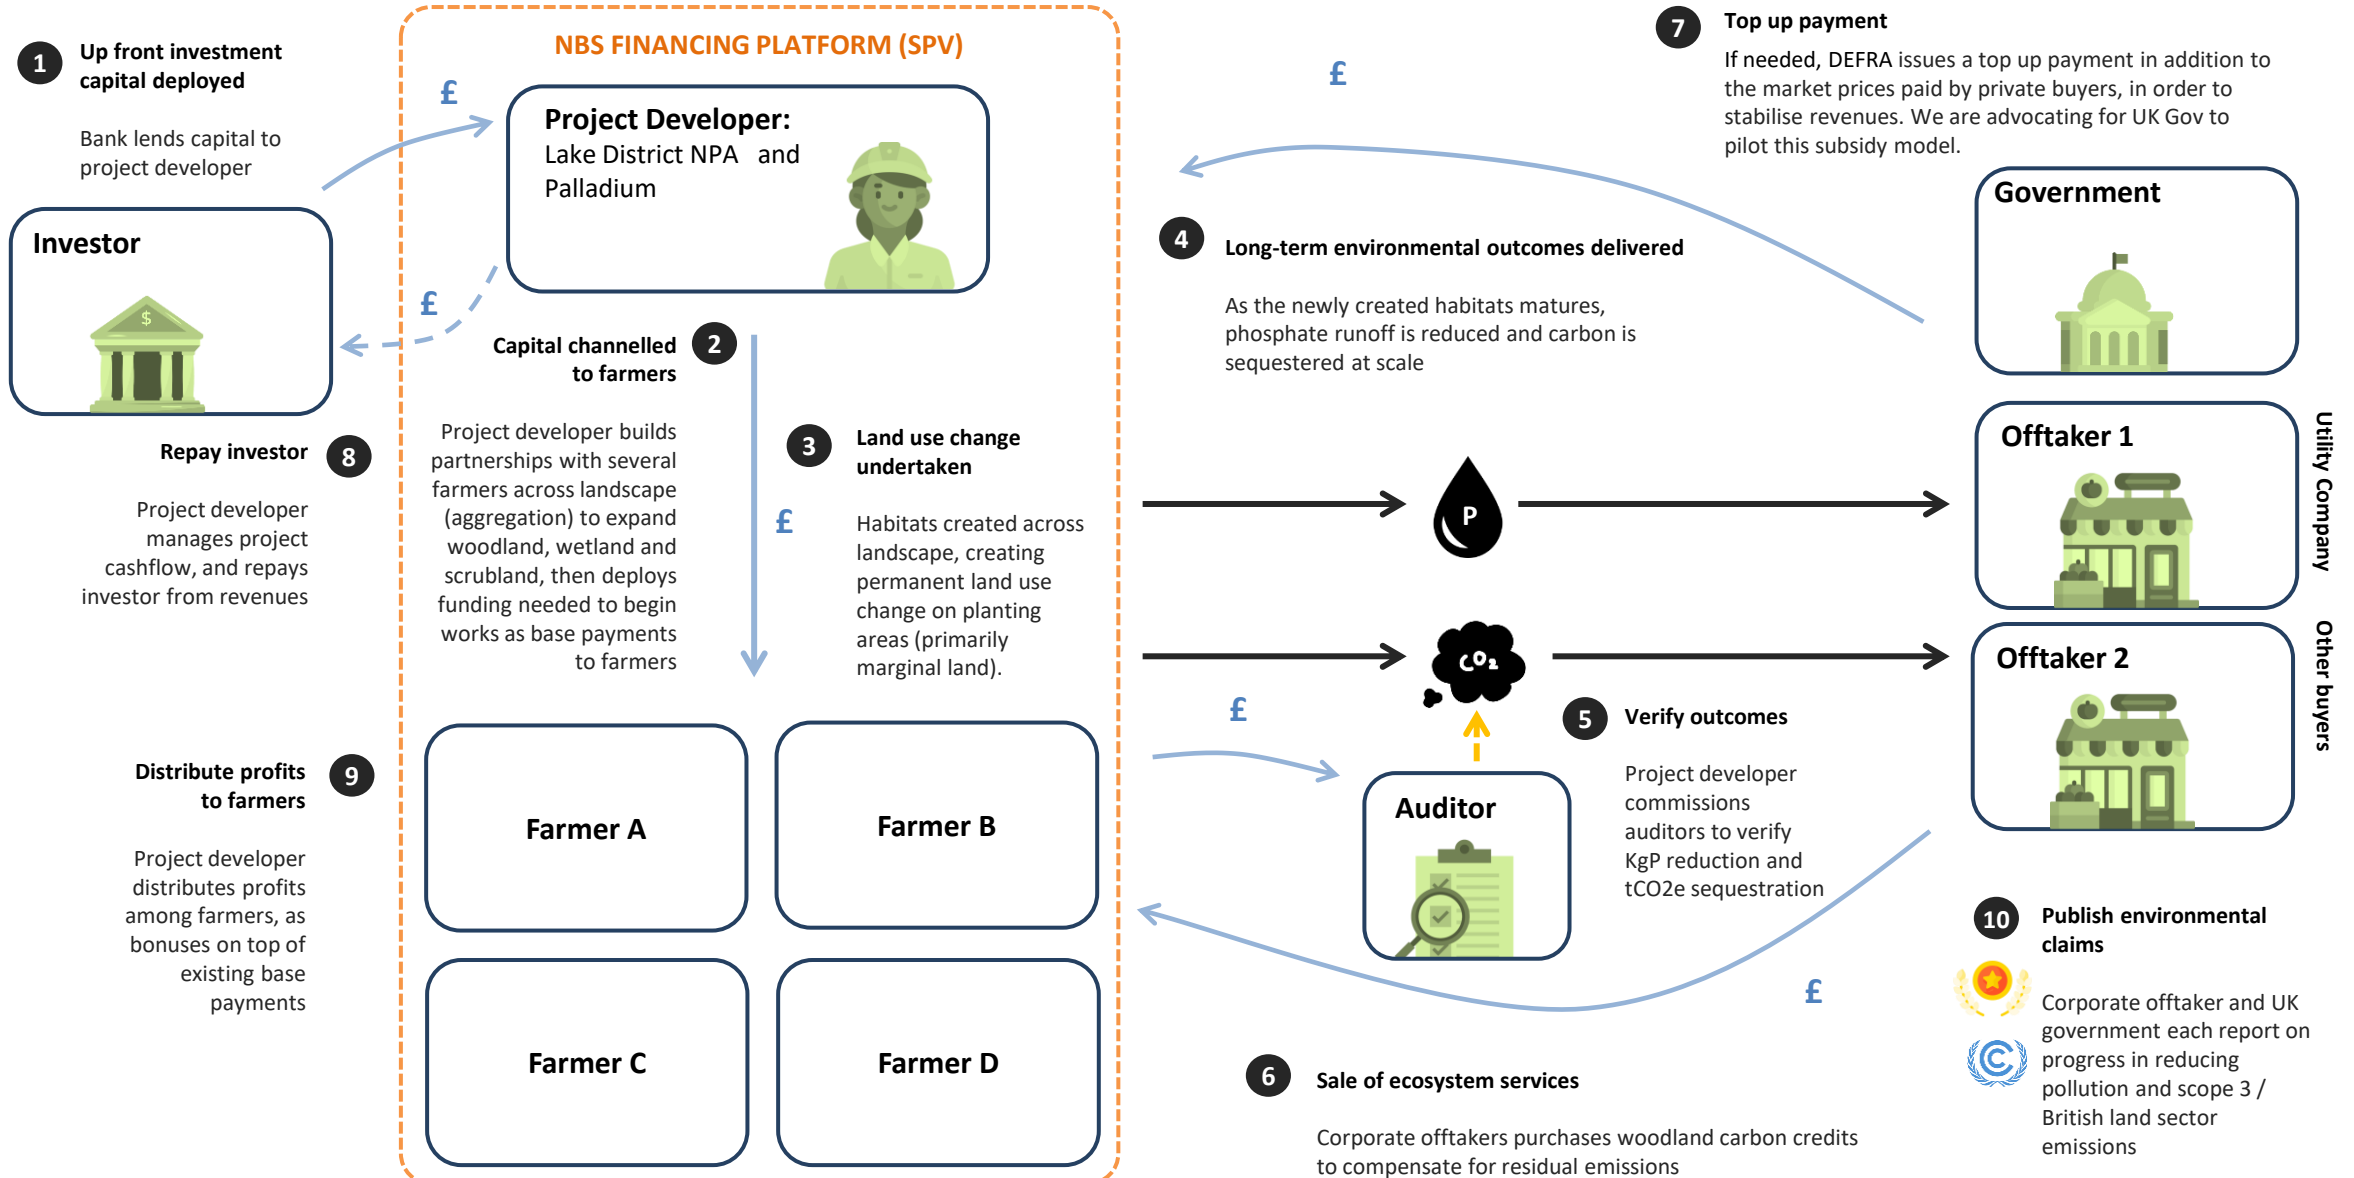 1
Up front investment
capital deployed
Bank lends capital to
project developer
Investor
$
£
£
NBS FINANCING PLATFORM (SPV)
Project Developer:
Lake District NPA and
Palladium
2
Capital channelled
to farmers
Project developer builds
partnerships with several
farmers across landscape
(aggregation) to expand
woodland, wetland and
scrubland, then deploys
funding needed to begin
works as base payments
to farmers
£
3
Land use change
undertaken
Habitats created across
landscape, creating
permanent land use
change on planting
areas (primarily
marginal land).
Farmer A
Farmer B
Farmer C
Farmer D
4
Long-term environmental outcomes delivered
As the newly created habitats matures,
phosphate runoff is reduced and carbon is
sequestered at scale
P
CO2
£
Auditor
5
Verify outcomes
Project developer
commissions
auditors to verify
KgP reduction and
tCO2e sequestration
6
Sale of ecosystem services
Corporate offtakers purchases woodland carbon credits
to compensate for residual emissions
£
7
Top up payment
If needed, DEFRA issues a top up payment in addition to
the market prices paid by private buyers, in order to
stabilise revenues. We are advocating for UK Gov to
pilot this subsidy model.
£
Government
Offtaker 1
Utility Company
Offtaker 2
Other buyers
8
Repay investor
Project developer
manages project
cashflow, and repays
investor from revenues
9
Distribute profits
to farmers
Project developer
distributes profits
among farmers, as
bonuses on top of
existing base
payments
10
Publish environmental
claims
Corporate offtaker and UK
government each report on
progress in reducing
pollution and scope 3 /
British land sector
emissions